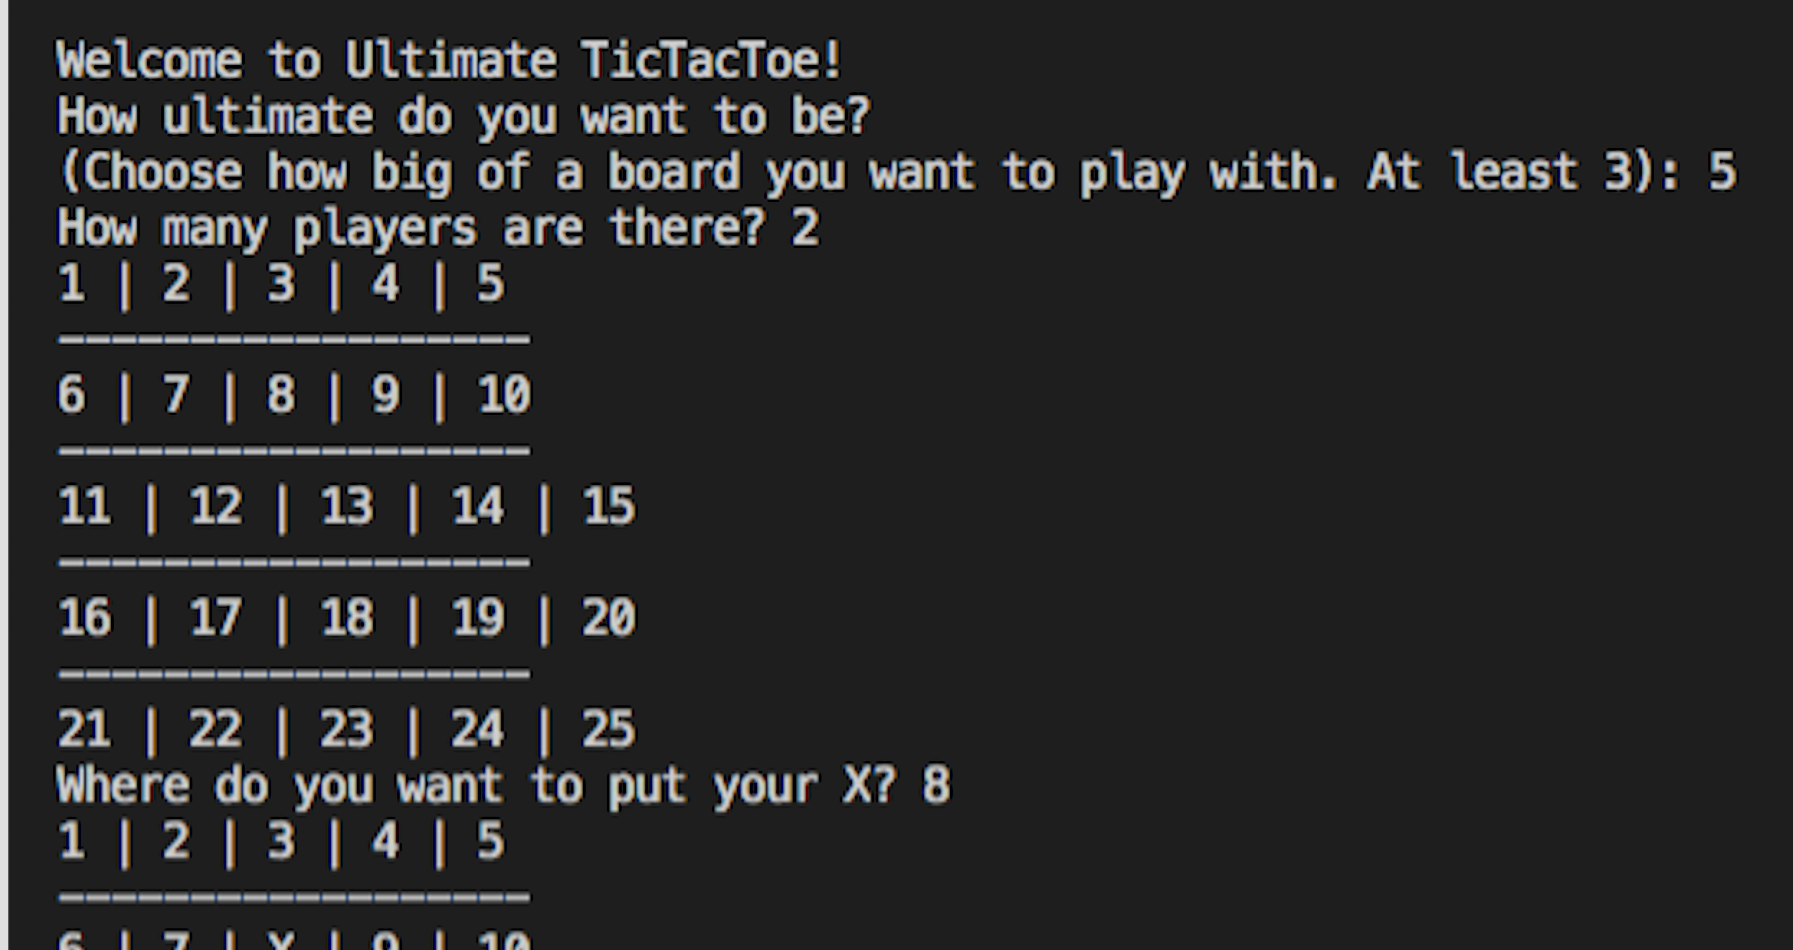 Welcome to Ultimate TicTacToe!
How ultimate do you want to be?
(Choose how big of a board you want to play with. At least 3): 5
How many players are there? 2
1 | 2 | 3 | 4 | 5
------------------
6 | 7 | 8 | 9 | 10
------------------
11 | 12 | 13 | 14 | 15
------------------
16 | 17 | 18 | 19 | 20
------------------
21 | 22 | 23 | 24 | 25
Where do you want to put your X? 8
1 | 2 | 3 | 4 | 5
------------------
6 | 7 | X | 9 | 10